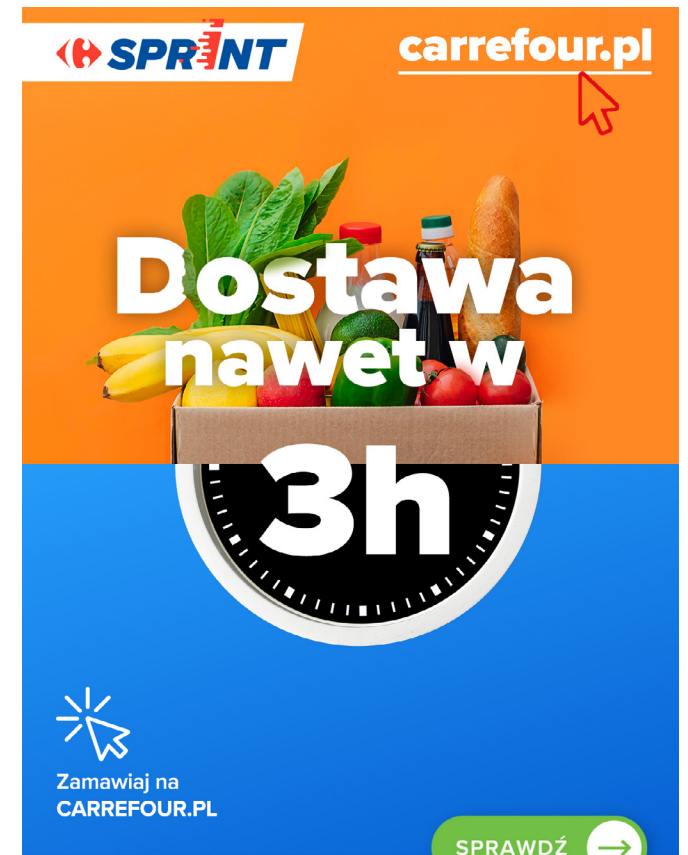 SPRINT
carrefour.pl
Dostawa
nawet w
3h
Zamawiaj na
CARREFOUR.PL
SPRAWDŹ